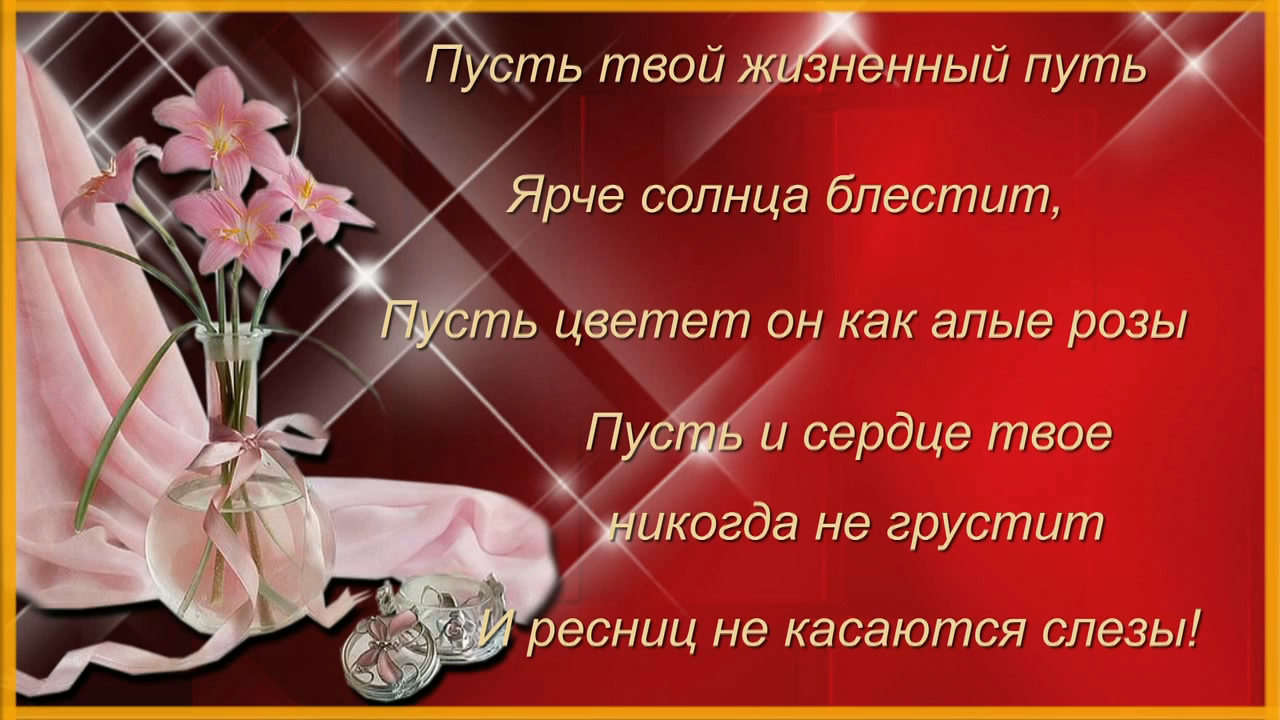 Пусть твой жизненный путь
Ярче солнца блестит,
Пусть цветет он как алые розы
Пусть и сердце твое
никогда не грустит
И ресниц не касаются слезы!